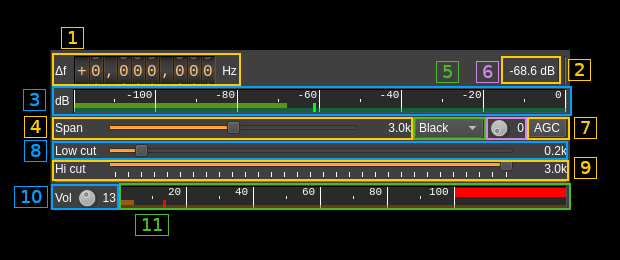 1
Δf +0,000,000 Hz 5 6 -68.6 dB 2
3 dB -100 -80 -60 -40 -20 0
4 Span 3.0k Black 0 AGC 7
8 Low cut 0.2k
Hi cut 3.0k 9
10 Vol 13 20 40 60 80 100
11